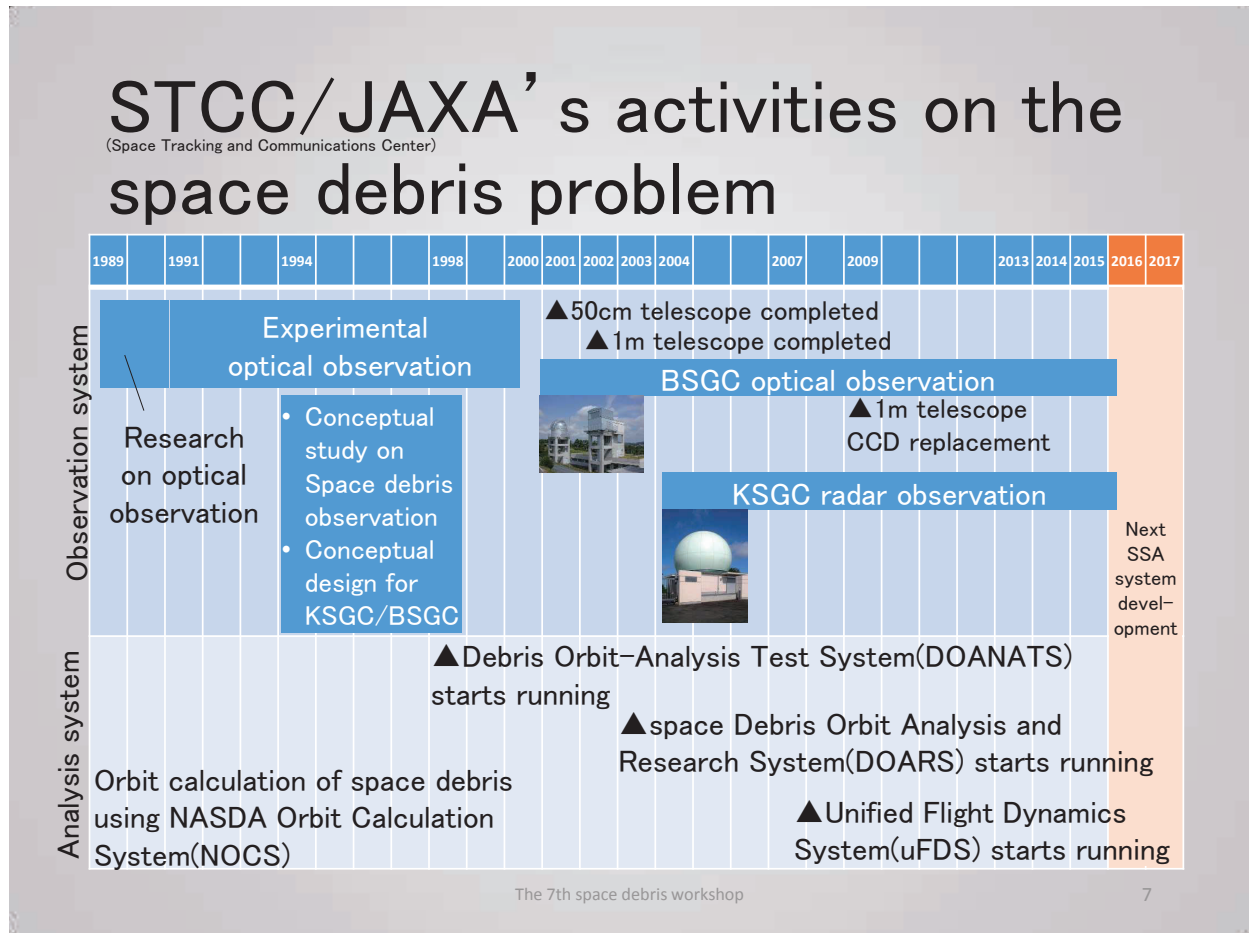 STCC/JAXA’s activities on the
(Space Tracking and Communications Center)
space debris problem
1989 1991 1994 1998 2000 2001 2002 2003 2004 2007 2009 2013 2014 2015 2016 2017
Observation system
Experimental
optical observation
Research
on optical
observation
• Conceptual
study on
Space debris
observation
• Conceptual
design for
KSGC/BSGC
▲50cm telescope completed
▲1m telescope completed
BSGC optical observation
▲1m telescope
CCD replacement
KSGC radar observation
Next
SSA
system
devel-
opment
Analysis system
▲Debris Orbit-Analysis Test System(DOANATS)
starts running
▲space Debris Orbit Analysis and
Research System(DOARS) starts running
Orbit calculation of space debris
using NASDA Orbit Calculation
System(NOCS)
▲Unified Flight Dynamics
System(uFDS) starts running
The 7th space debris workshop
7